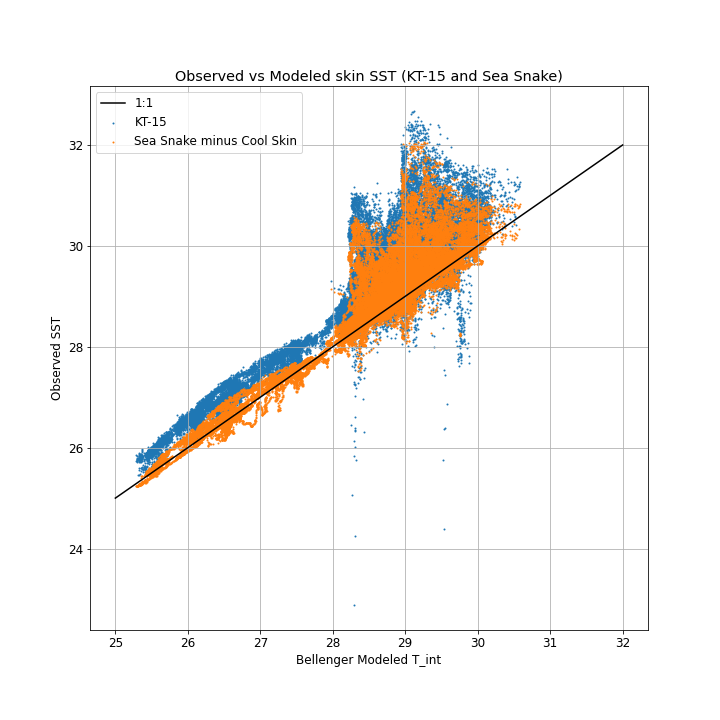 Observed vs Modeled skin SST (KT-15 and Sea Snake)
1:1
KT-15
Sea Snake minus Cool Skin
Observed SST
32
30
28
26
24
25 26 27 28 29 30 31 32
Bellenger Modeled T_int